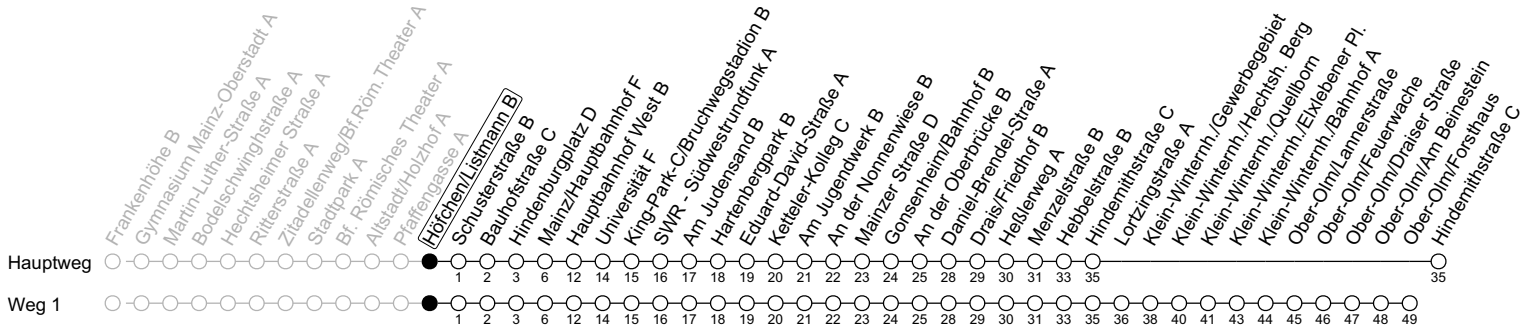 Frankenhöhe B
Gymnasium Mainz-Oberstadt A
Martin-Luther-Straße A
Bodelschwinghstraße A
Hechtsheimer Straße A
Ritterstraße A
Zitadellenweg/Bf.Röm. Theater A
Stadtpark A
Bf. Römisches Theater A
Altstadt/Holzhof A
Pfaffengasse A
Höfchen/Listmann B
Schusterstraße B
Bauhofstraße C
Hindenburgplatz D
Mainz/Hauptbahnhof F
Hauptbahnhof West B
Universität F
King-Park-C/Bruchwegstadion B
SWR - Südwestrundfunk A
Am Judensand B
Hartenbergpark B
Eduard-David-Straße A
Ketteler-Kolleg C
Am Jugendwerk B
An der Nonnenwiese B
Mainzer Straße D
Gonsenheim/Bahnhof B
An der Oberbrücke B
Daniel-Brendel-Straße A
Drais/Friedhof B
Heßlerweg A
Menzelstraße B
Hebbelstraße B
Hindemithstraße C
Lortzingstraße A
Klein-Winternh./Gewerbegebiet
Klein-Winternh./Hechtsh. Berg
Klein-Winternh./Quellborn
Klein-Winternh./Exlebener Pl.
Klein-Winternh./Bahnhof A
Ober-Olm/Lannerstraße
Ober-Olm/Feuerwache
Ober-Olm/Draiser Straße
Ober-Olm/Am Beinestein
Ober-Olm/Forsthaus
Hindemithstraße C
Hauptweg
1 2 3 6 12 14 15 16 17 18 19 20 21 22 23 24 25 28 29 30 31 33 35 35
Weg 1
1 2 3 6 12 14 15 16 17 18 19 20 21 22 23 24 25 28 29 30 31 33 35 36 38 40 41 43 44 45 46 47 48 49